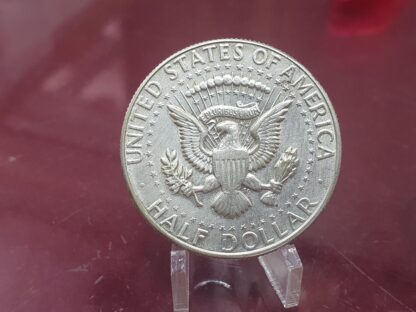 UNITED STATES OF AMERICA
HALF DOLLAR